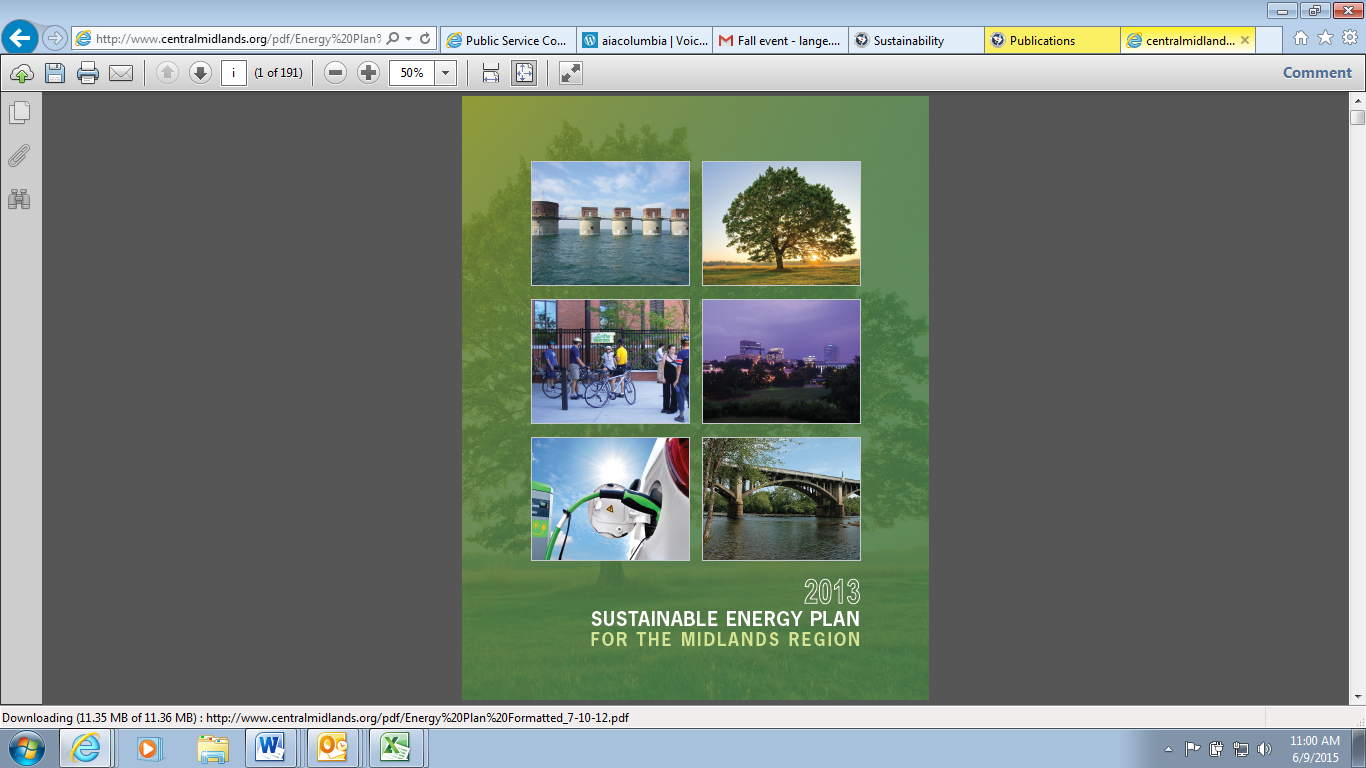 http://www.centralmidlands.org/pdf/Energy%20Plan%
Public Service Co...
aiacolumbia | Voic...
Fall event - lange....
Sustainability
Publications
centralmidland...
i
(1 of 191)
50%
Comment
2013
SUSTAINABLE ENERGY PLAN
FOR THE MIDLANDS REGION
Downloading (11.35 MB of 11.36 MB) : http://www.centralmidlands.org/pdf/Energy%20Plan%20Formatted_7-10-12.pdf
11:00 AM
6/9/2015